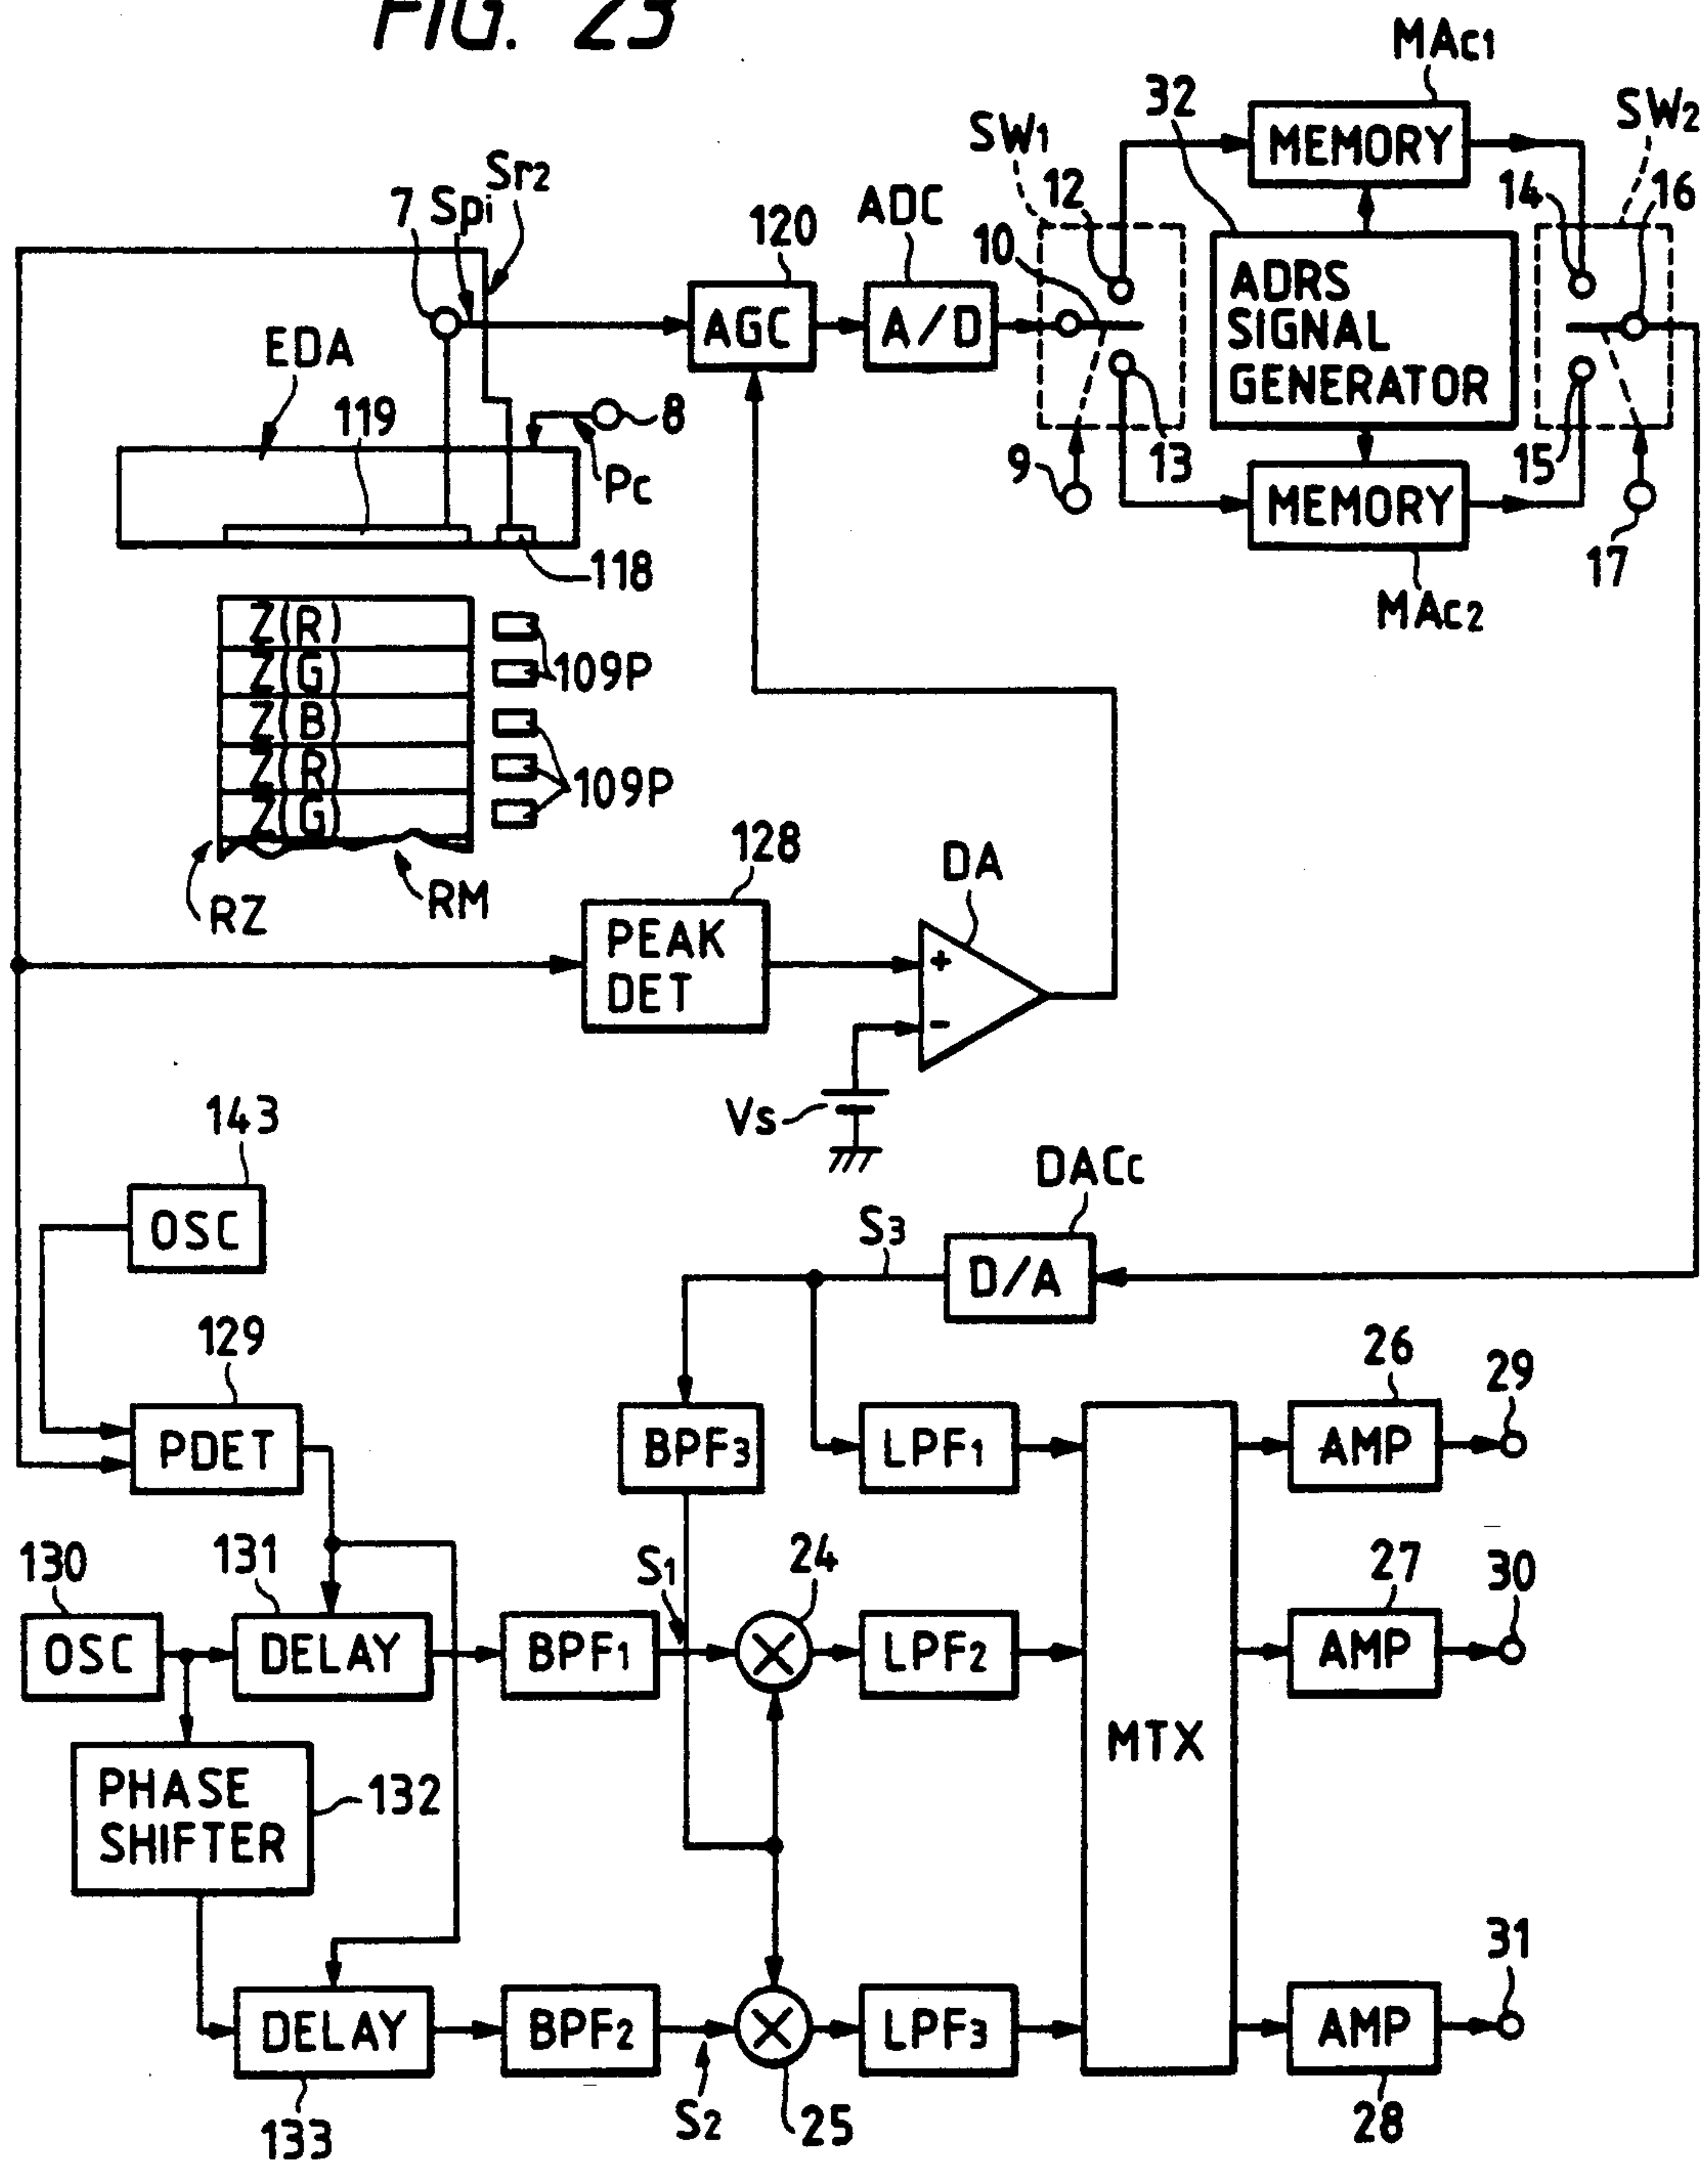 FIG. 23
MAC1
32
SW1
SW2
MEMORY
Sr2
7 Spi
12
14
16
ADC
120
10
AGC
A/D
ADRS
SIGNAL
GENERATOR
EDA
119
8
Pc
9
13
15
MEMORY
17
118
MAC2
Z(R)
Z(G)
109P
Z(B)
Z(R)
109P
Z(G)
128
DA
RZ
RM
PEAK
DET
+
-
Vs
143
DACC
OSC
S3
D/A
129
26
29
PDET
BPF3
LPF1
AMP
130
131
S1
24
27
30
OSC
DELAY
BPF1
LPF2
AMP
MTX
PHASE
SHIFTER
132
31
DELAY
BPF2
LPF3
AMP
133
S2
25
28